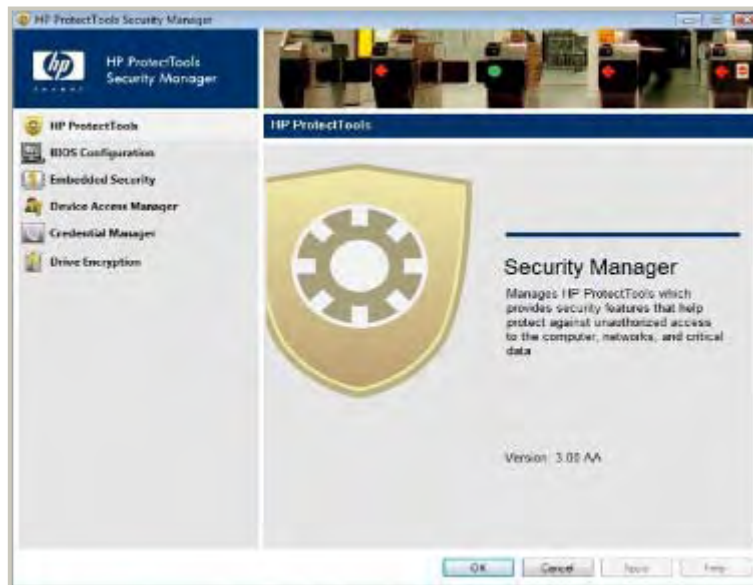 HP ProtectTools Security Manager
hp
invent
HP ProtectTools
Security Manager
HP ProtectTools
BIOS Configuration
Embedded Security
Device Access Manager
Credential Manager
Drive Encryption
HP ProtectTools
Security Manager
Manages HP ProtectTools which
provides security features that help
protect against unauthorized access
to the computer, networks, and critical
data
Version: 3.00 AA
OK
Cancel
Apply
Help